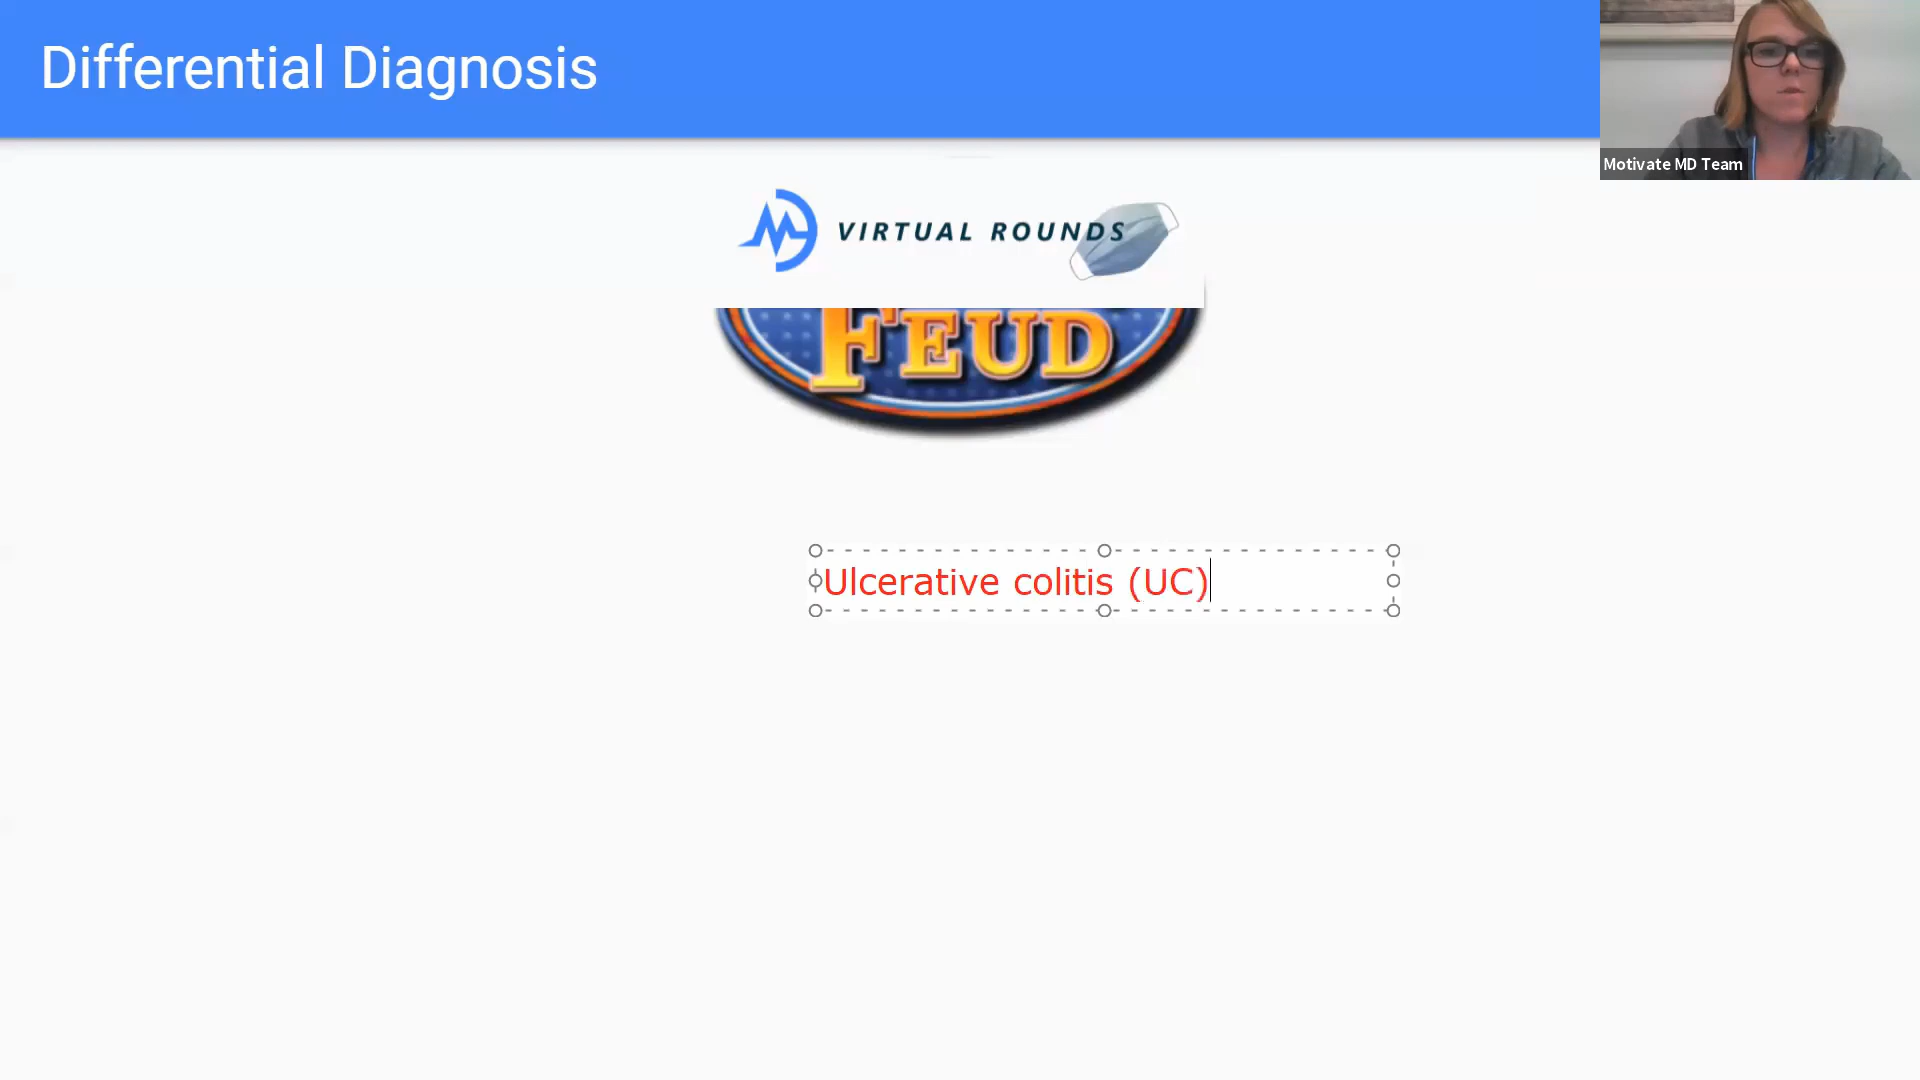 Differential Diagnosis
Motivate MD Team
VIRTUAL ROUNDS
FEUD
Ulcerative colitis (UC)